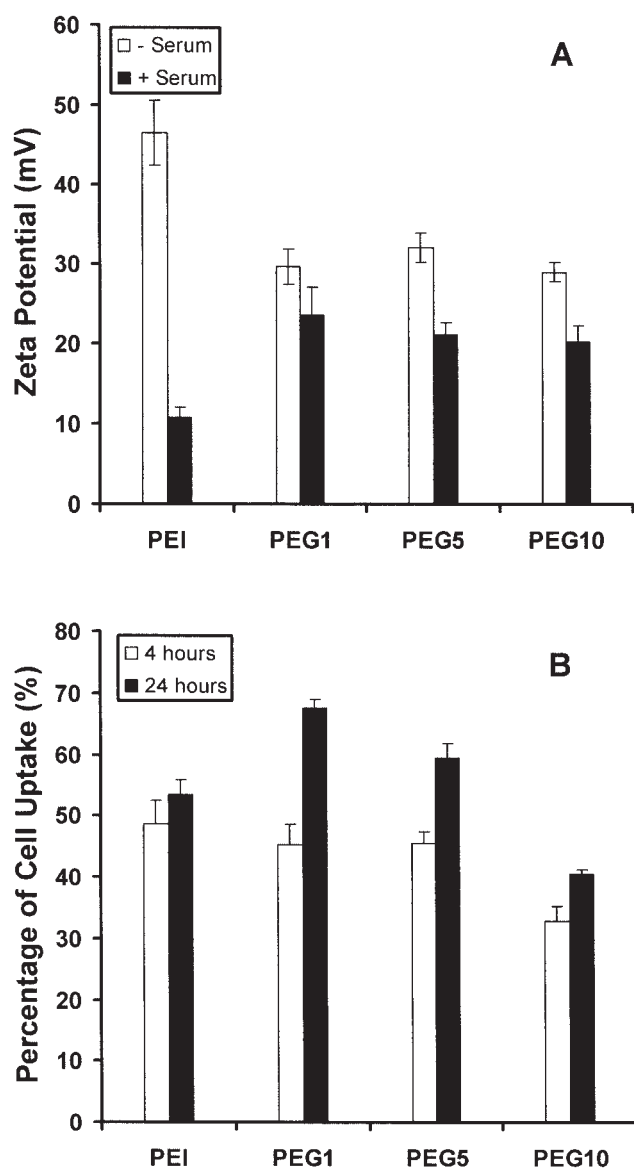 60
50
40
30
20
10
0
Zeta Potential (mV)
- Serum
+ Serum
A
PEI PEG1 PEG5 PEG10
80
70
60
50
40
30
20
10
0
Percentage of Cell Uptake (%)
4 hours
24 hours
B
PEI PEG1 PEG5 PEG10